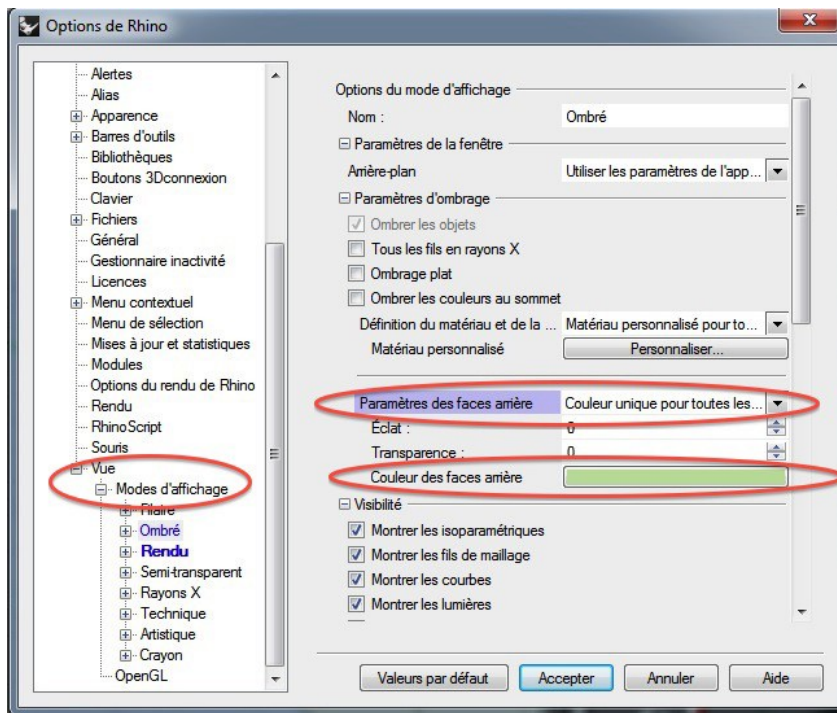 Options de Rhino
Alertes
Alias
Apparence
Barres d'outils
Bibliothèques
Boutons 3Dconnexion
Clavier
Fichiers
Général
Gestionnaire inactivité
Licences
Menu contextuel
Menu de sélection
Mises à jour et statistiques
Modules
Options du rendu de Rhino
Rendu
RhinoScript
Souris
Vue
Modes d'affichage
Filaire
Ombré
Rendu
Semi-transparent
Rayons X
Technique
Artistique
Crayon
OpenGL
Options du mode d'affichage
Nom : Ombré
Paramètres de la fenêtre
Arrière-plan Utiliser les paramètres de l'app...
Paramètres d'ombrage
Ombrer les objets
Tous les fils en rayons X
Ombrage plat
Ombrer les couleurs au sommet
Définition du matériau et de la ... Matériau personnalisé pour to...
Matériau personnalisé Personnaliser...
Paramètres des faces arrière Couleur unique pour toutes les...
Éclat : 0
Transparence : 0
Couleur des faces arrière
Visibilité
Montrer les isoparamétriques
Montrer les fils de maillage
Montrer les courbes
Montrer les lumières
Valeurs par défaut Accepter Annuler Aide